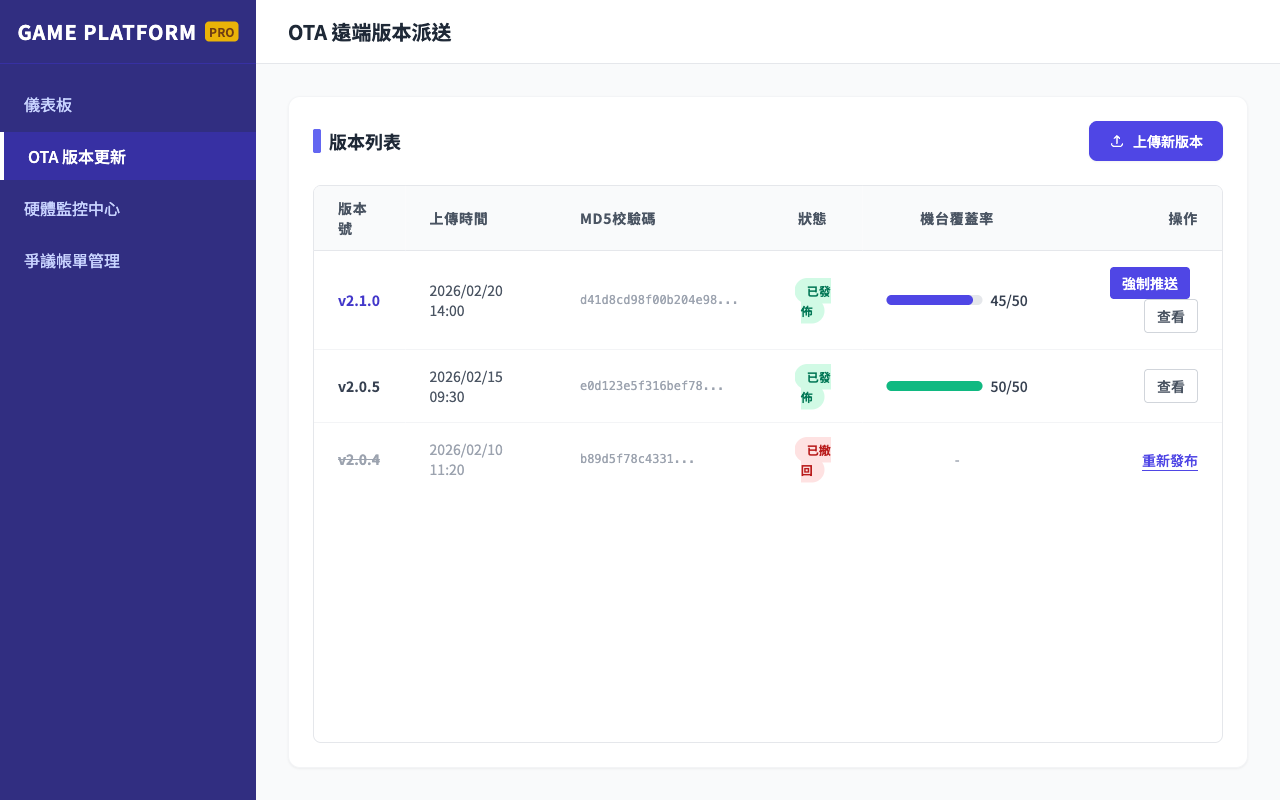 GAME PLATFORM PRO
儀表板
OTA 版本更新
硬體監控中心
爭議帳單管理
OTA 遠端版本派送
版本列表
上傳新版本
版本
號
上傳時間
MD5校驗碼
狀態
機台覆蓋率
操作
v2.1.0
2026/02/20
14:00
d41d8cd98f00b204e98...
已發
佈
45/50
強制推送
查看
v2.0.5
2026/02/15
09:30
e0d123e5f316bef78...
已發
佈
50/50
查看
v2.0.4
2026/02/10
11:20
b89d5f78c4331...
已撤
回
-
重新發布